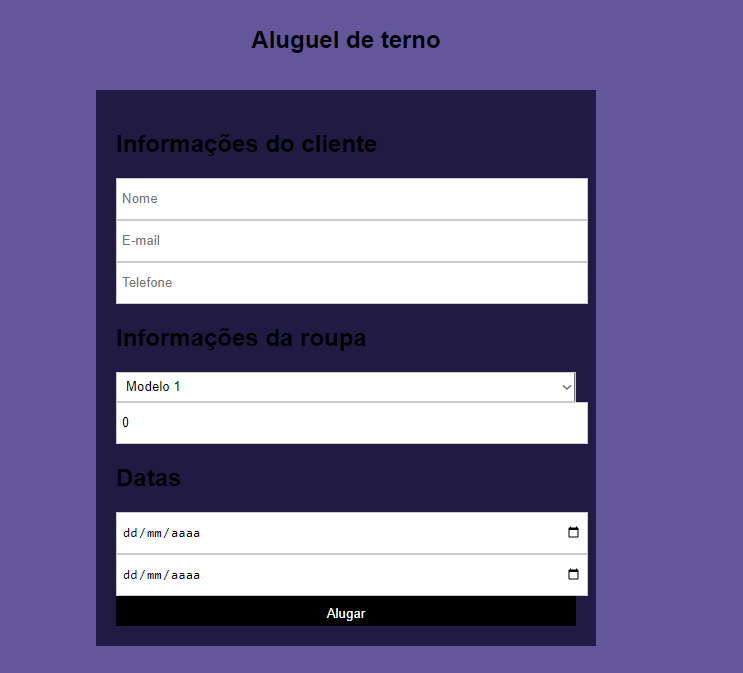 Aluguel de terno
Informações do cliente
Nome
E-mail
Telefone
Informações da roupa
Modelo 1
0
Datas
dd/mm/aaaa
dd/mm/aaaa
Alugar